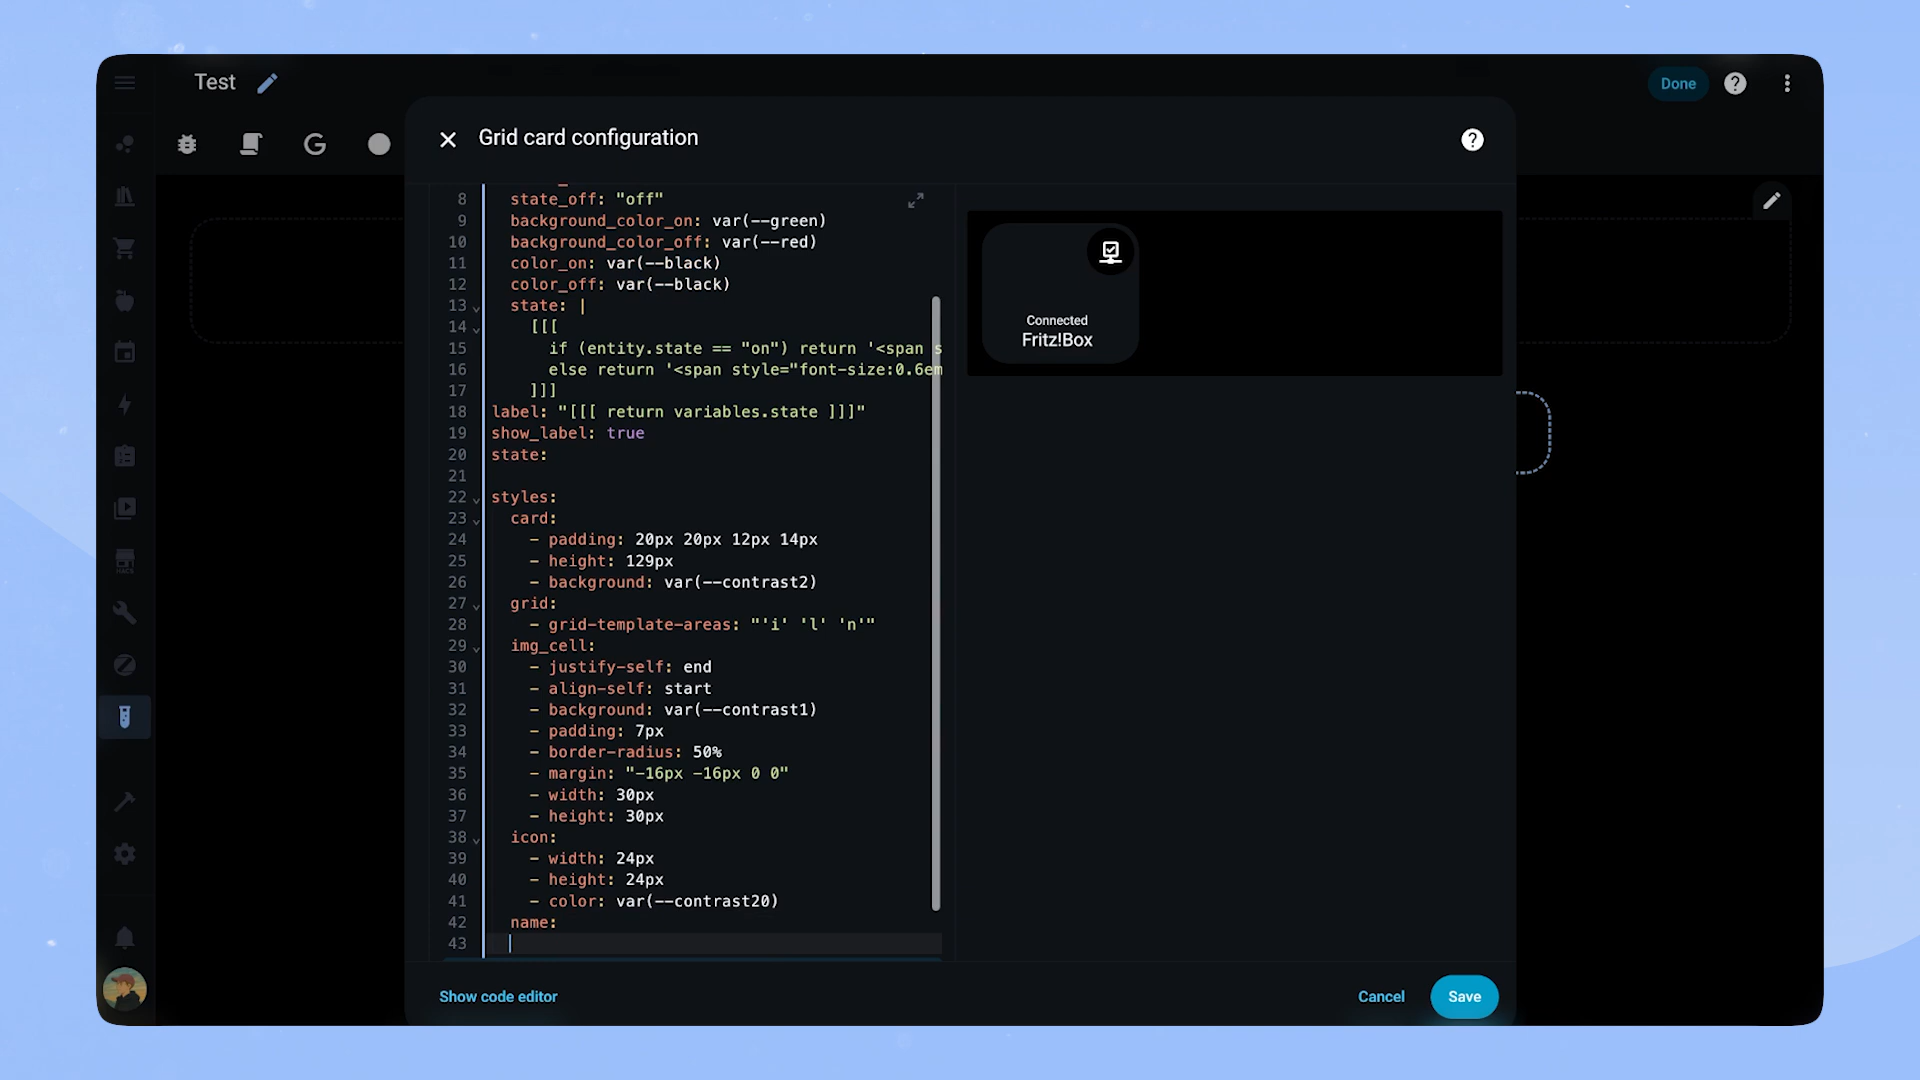 Test
Done
Grid card configuration
8 state_off: "off"
9 background_color_on: var(--green)
10 background_color_off: var(--red)
11 color_on: var(--black)
12 color_off: var(--black)
13 state: |
14 [[[
15 if (entity.state == "on") return '<span s
16 else return '<span style="font-size:0.6em
17 ]]]
18 label: "[[[ return variables.state ]]]"
19 show_label: true
20 state:
21
22 styles:
23 card:
24 - padding: 20px 20px 12px 14px
25 - height: 129px
26 - background: var(--contrast2)
27 grid:
28 - grid-template-areas: "'i' 'l' 'n'"
29 img_cell:
30 - justify-self: end
31 - align-self: start
32 - background: var(--contrast1)
33 - padding: 7px
34 - border-radius: 50%
35 - margin: "-16px -16px 0 0"
36 - width: 30px
37 - height: 30px
38 icon:
39 - width: 24px
40 - height: 24px
41 - color: var(--contrast20)
42 name:
43
Connected
Fritz!Box
HACS
Show code editor
Cancel
Save